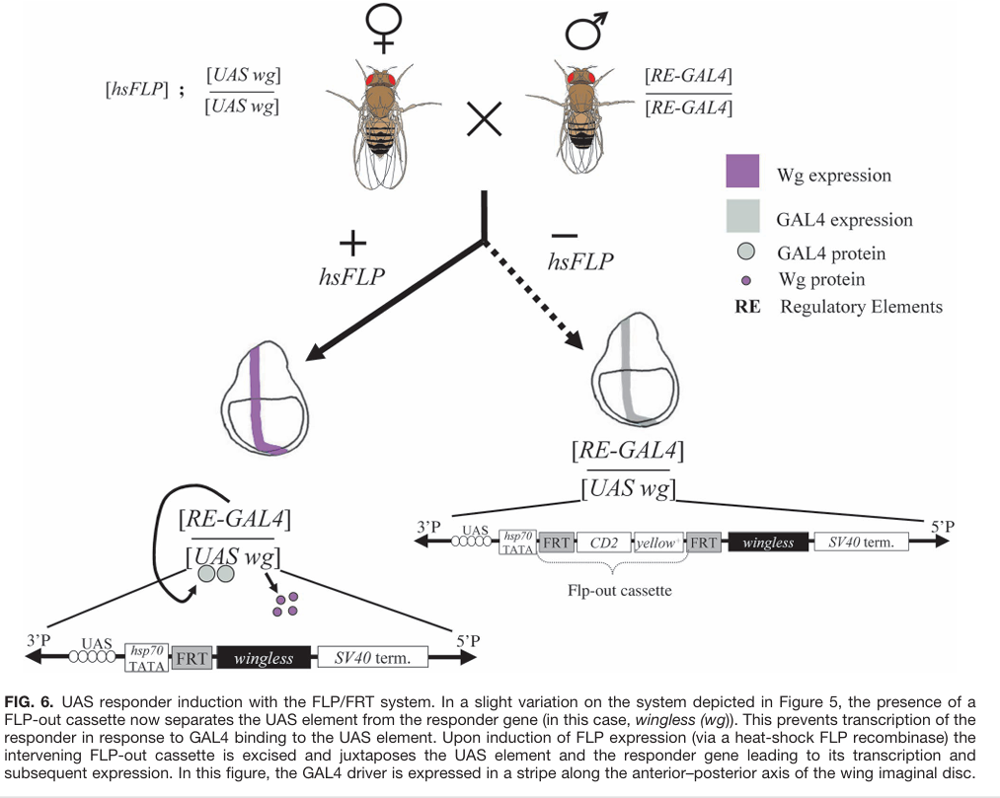 ♀
♂
[hsFLP] ;
[UAS wg]
[UAS wg]
[RE-GAL4]
[RE-GAL4]
×
Wg expression
GAL4 expression
GAL4 protein
Wg protein
RE Regulatory Elements
+
hsFLP
−
hsFLP
[RE-GAL4]
[UAS wg]
3'P
UAS
hsp70
TATA
FRT
CD2
yellow+
FRT
wingless
SV40 term.
5'P
Flp-out cassette
[RE-GAL4]
[UAS wg]
3'P
UAS
hsp70
TATA
FRT
wingless
SV40 term.
5'P
FIG. 6. UAS responder induction with the FLP/FRT system. In a slight variation on the system depicted in Figure 5, the presence of a
FLP-out cassette now separates the UAS element from the responder gene (in this case, wingless (wg)). This prevents transcription of the
responder in response to GAL4 binding to the UAS element. Upon induction of FLP expression (via a heat-shock FLP recombinase) the
intervening FLP-out cassette is excised and juxtaposes the UAS element and the responder gene leading to its transcription and
subsequent expression. In this figure, the GAL4 driver is expressed in a stripe along the anterior–posterior axis of the wing imaginal disc.